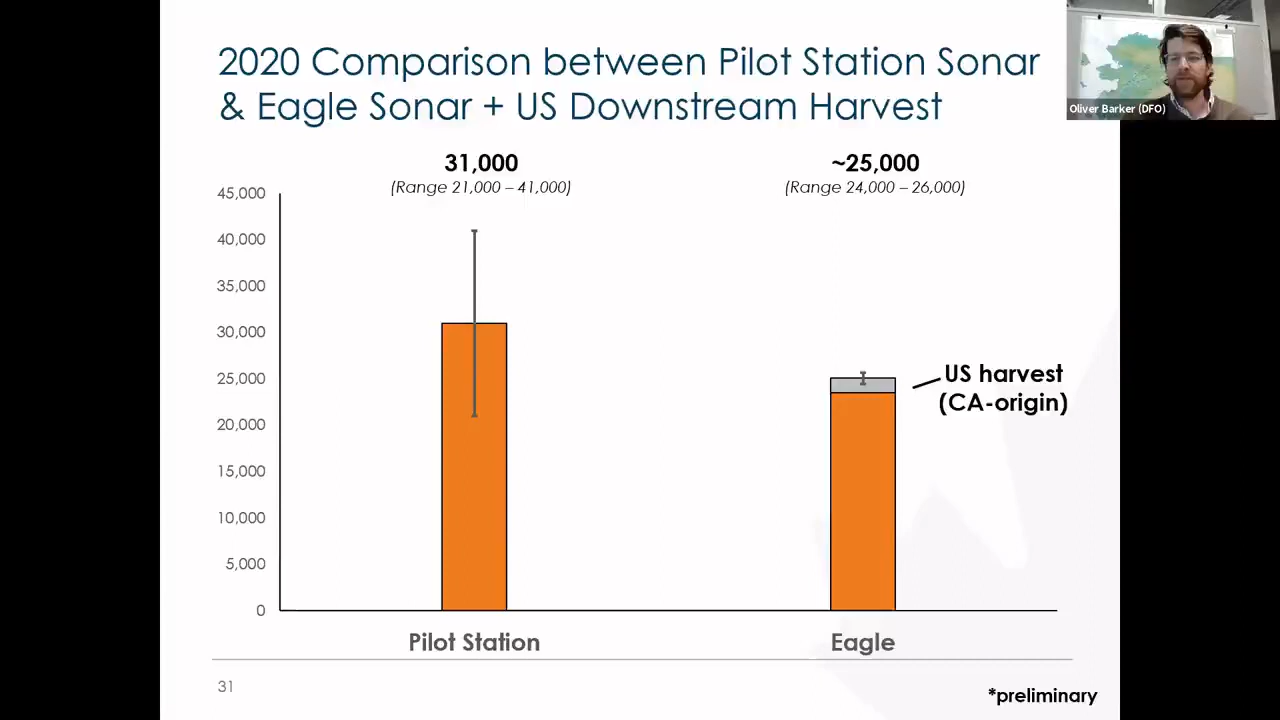 2020 Comparison between Pilot Station Sonar
& Eagle Sonar + US Downstream Harvest
Oliver Barker (DFO)
31,000
(Range 21,000 – 41,000)
~25,000
(Range 24,000 – 26,000)
45,000
40,000
35,000
30,000
25,000
20,000
15,000
10,000
5,000
0
US harvest
(CA-origin)
Pilot Station
Eagle
31
*preliminary